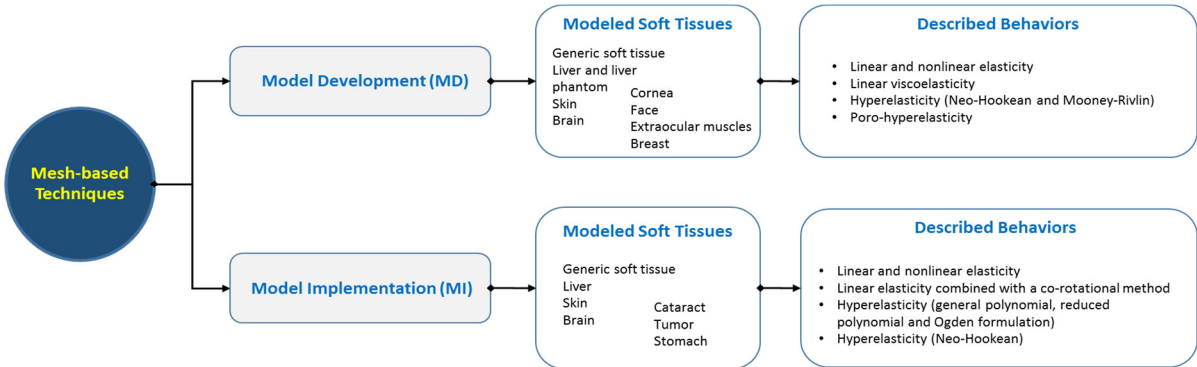 Mesh-based
Techniques
Model Development (MD)
Modeled Soft Tissues
Generic soft tissue
Liver and liver
phantom
Skin
Brain
Cornea
Face
Extraocular muscles
Breast
Described Behaviors
• Linear and nonlinear elasticity
• Linear viscoelasticity
• Hyperelasticity (Neo-Hookean and Mooney-Rivlin)
• Poro-hyperelasticity
Model Implementation (MI)
Modeled Soft Tissues
Generic soft tissue
Liver
Skin
Brain
Cataract
Tumor
Stomach
Described Behaviors
• Linear and nonlinear elasticity
• Linear elasticity combined with a co-rotational method
• Hyperelasticity (general polynomial, reduced
polynomial and Ogden formulation)
• Hyperelasticity (Neo-Hookean)